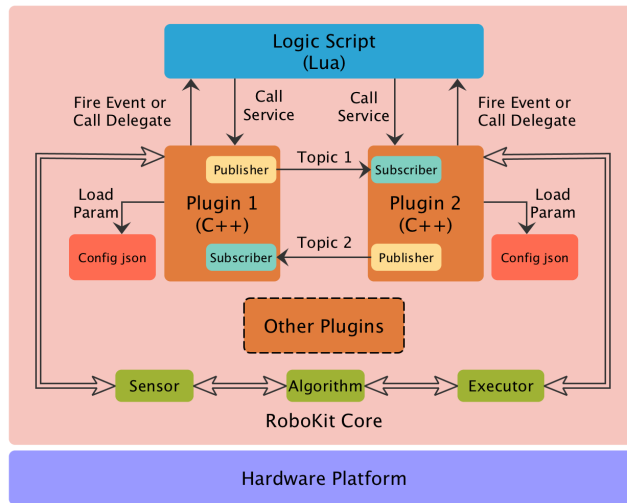 Logic Script
(Lua)
Fire Event or
Call Delegate
Call
Service
Call
Service
Fire Event or
Call Delegate
Publisher
Topic 1
Subscriber
Plugin 1
(C++)
Plugin 2
(C++)
Load
Param
Load
Param
Config json
Subscriber
Topic 2
Publisher
Config json
Other Plugins
Sensor
Algorithm
Executor
RoboKit Core
Hardware Platform